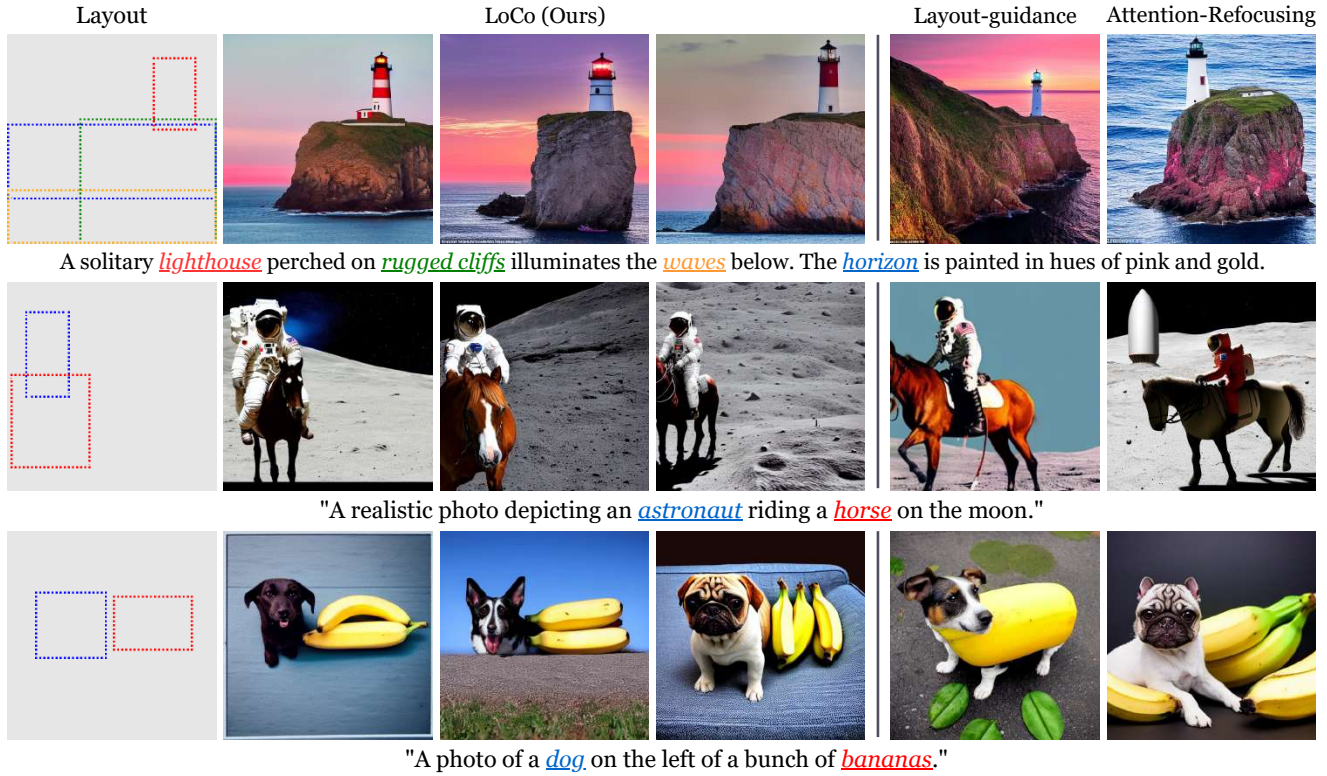 Layout LoCo (Ours) Layout-guidance Attention-Refocusing
A solitary lighthouse perched on rugged cliffs illuminates the waves below. The horizon is painted in hues of pink and gold.
"A realistic photo depicting an astronaut riding a horse on the moon."
"A photo of a dog on the left of a bunch of bananas."